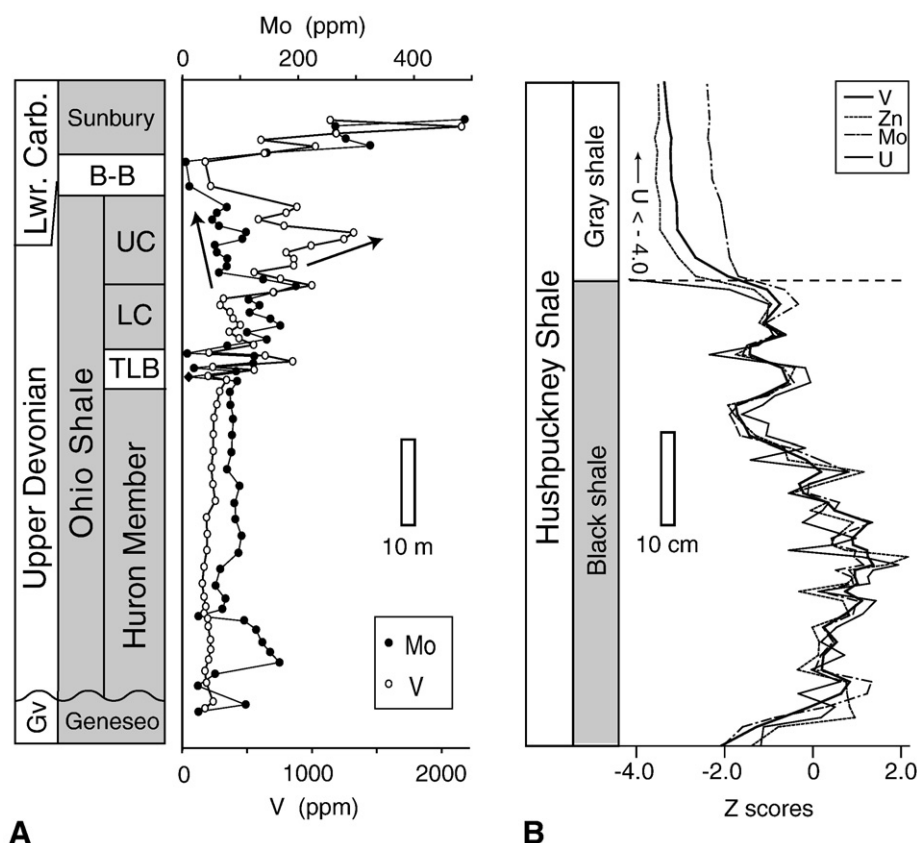 Mo (ppm)
0 200 400
Lwr. Carb.
Sunbury
B-B
Upper Devonian
Ohio Shale
UC
LC
TLB
Huron Member
Gv
Geneseo
10 m
Mo
V
0 1000 2000
V (ppm)
A
Hushpuckney Shale
Gray shale
Black shale
V
Zn
Mo
U
U < - 4.0
10 cm
-4.0 -2.0 0 2.0
Z scores
B